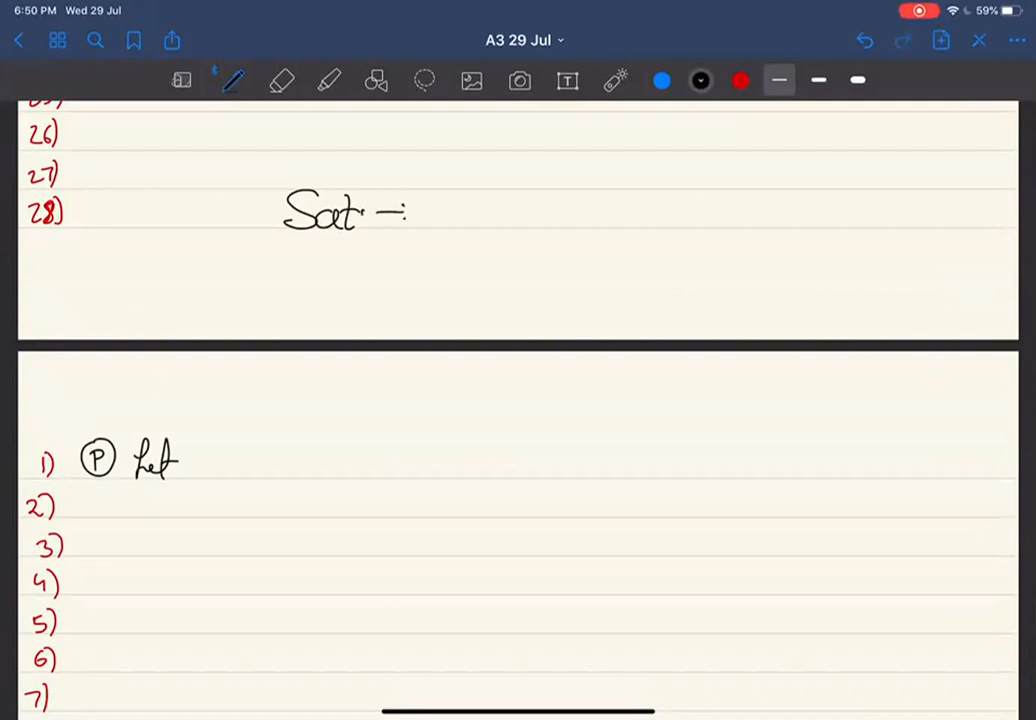 6:50 PM Wed 29 Jul 59%
A3 29 Jul
T
26)
27)
28) Sat -
1) P Let
2)
3)
4)
5)
6)
7)